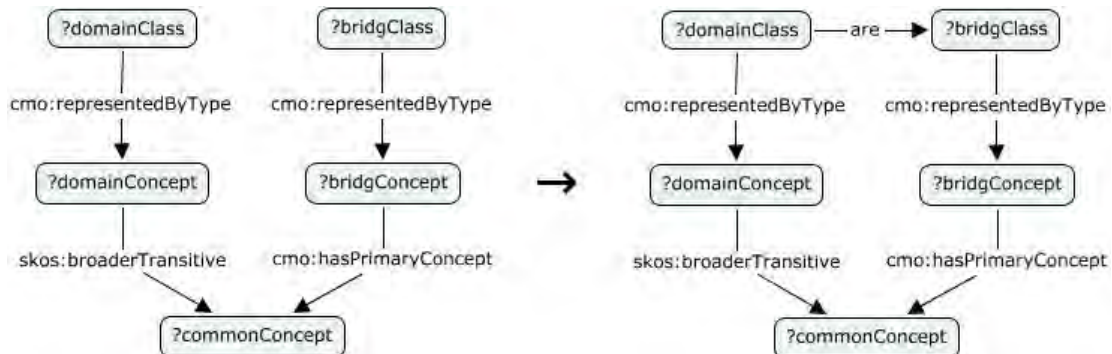 ?domainClass ?bridgClass ?domainClass are ?bridgClass
cmo:representedByType cmo:representedByType cmo:representedByType cmo:representedByType
?domainConcept ?bridgConcept ?domainConcept ?bridgConcept
skos:broaderTransitive cmo:hasPrimaryConcept skos:broaderTransitive cmo:hasPrimaryConcept
?commonConcept ?commonConcept